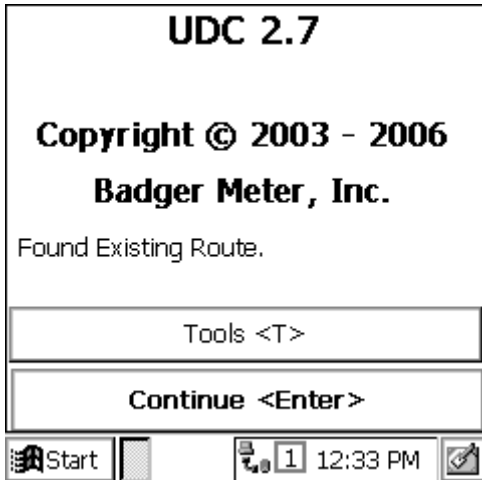 UDC 2.7
Copyright © 2003 - 2006
Badger Meter, Inc.
Found Existing Route.
Tools <T>
Continue <Enter>
Start 1 12:33 PM